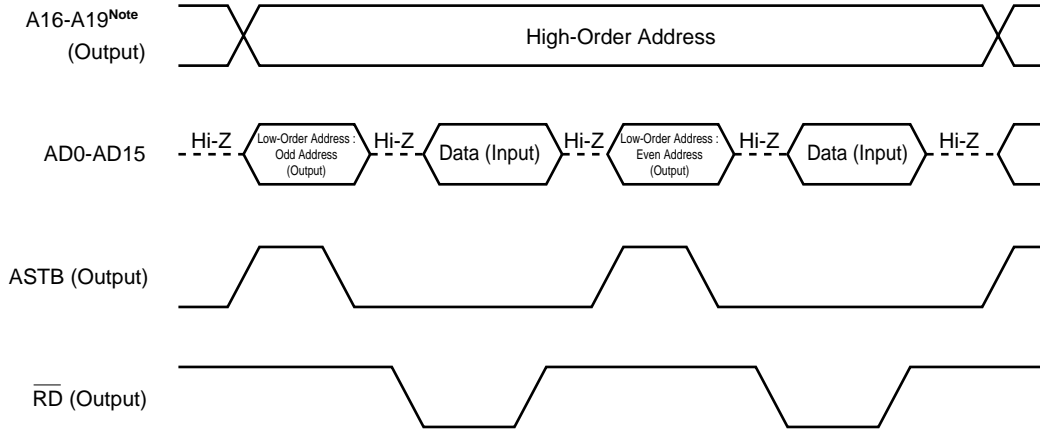 A16-A19Note
(Output)
High-Order Address
AD0-AD15
Hi-Z
Low-Order Address :
Odd Address
(Output)
Hi-Z
Data (Input)
Hi-Z
Low-Order Address :
Even Address
(Output)
Hi-Z
Data (Input)
Hi-Z
ASTB (Output)
RD (Output)